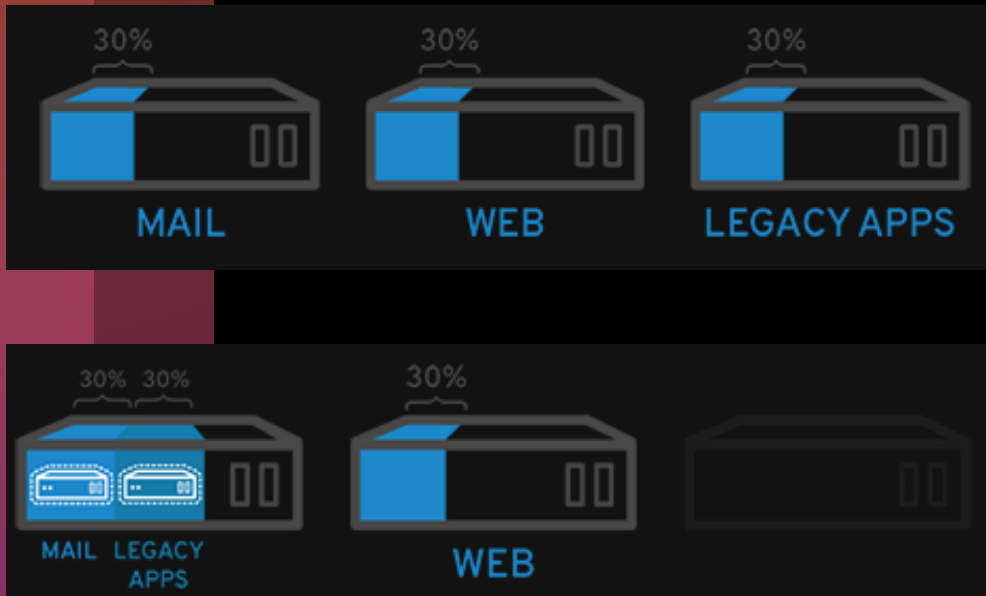 30% 30% 30%
MAIL WEB LEGACY APPS
30% 30% 30%
MAIL LEGACY
APPS
WEB